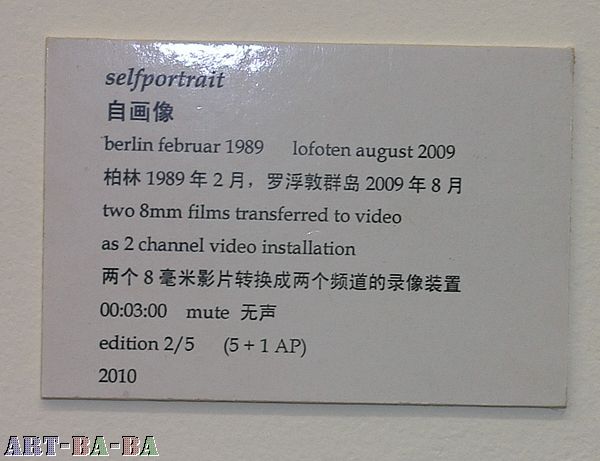 selfportrait
自画像
berlin februar 1989 lofoten august 2009
柏林 1989 年 2 月，罗浮敦群岛 2009 年 8 月
two 8mm films transferred to video
as 2 channel video installation
两个 8 毫米影片转换成两个频道的录像装置
00:03:00 mute 无声
edition 2/5 (5 + 1 AP)
2010
ART-BA-BA